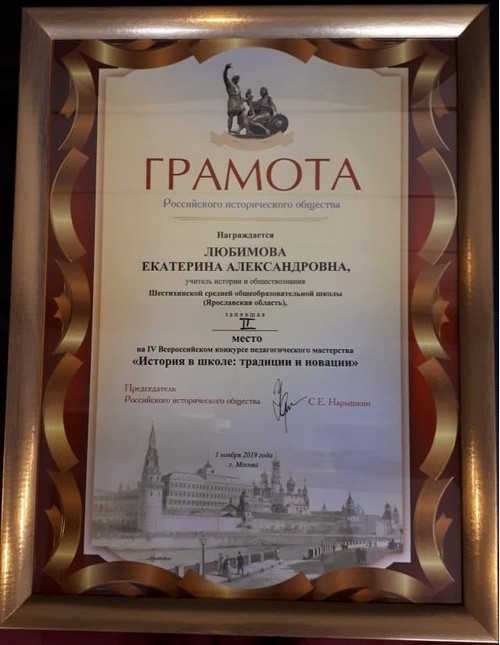 ГРАМОТА
Российского исторического общества
Награждается
ЛЮБИМОВА
ЕКАТЕРИНА АЛЕКСАНДРОВНА,
учитель истории и обществознания
Шестихинской средней общеобразовательной школы
(Ярославская область),
занявшая
II
место
на IV Всероссийском конкурсе педагогического мастерства
«История в школе: традиции и новации»
Председатель
Российского исторического общества С.Е. Нарышкин
1 ноября 2019 года
г. Москва